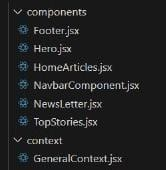 components
Footer.jsx
Hero.jsx
HomeArticles.jsx
NavbarComponent.jsx
NewsLetter.jsx
TopStories.jsx
context
GeneralContext.jsx